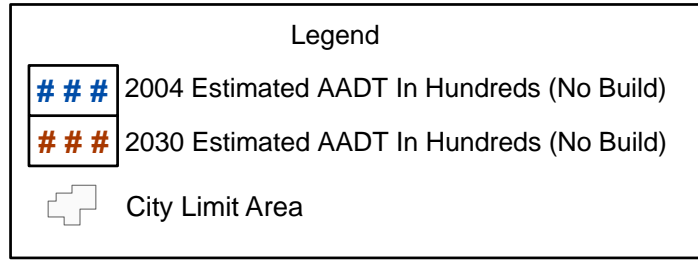 Legend
# # # 2004 Estimated AADT In Hundreds (No Build)
# # # 2030 Estimated AADT In Hundreds (No Build)
City Limit Area